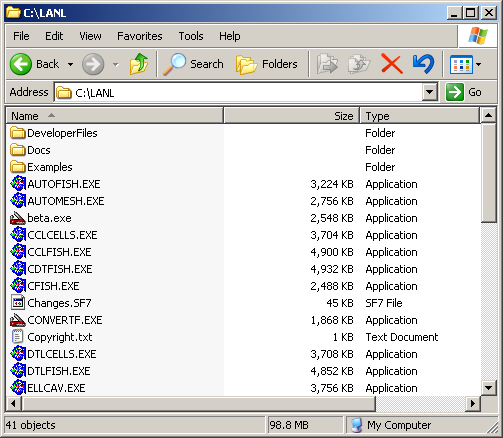 C:\LANL
File Edit View Favorites Tools Help
Back Search Folders
Address C:\LANL Go
Name Size Type
DeveloperFiles Folder
Docs Folder
Examples Folder
AUTOFISH.EXE 3,224 KB Application
AUTOMESH.EXE 2,756 KB Application
beta.exe 2,548 KB Application
CCLCELLS.EXE 3,704 KB Application
CCLFISH.EXE 4,900 KB Application
CDTFISH.EXE 4,932 KB Application
CFISH.EXE 2,488 KB Application
Changes.SF7 45 KB SF7 File
CONVERTF.EXE 1,868 KB Application
Copyright.txt 1 KB Text Document
DTLCELLS.EXE 3,708 KB Application
DTLFISH.EXE 4,852 KB Application
ELLCAV.EXE 3,756 KB Application
41 objects 98.8 MB My Computer